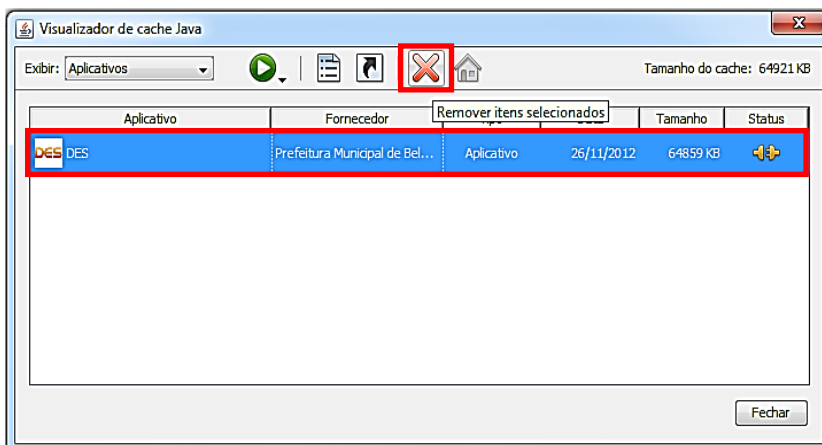 Visualizador de cache Java
Exibir: Aplicativos
Tamanho do cache: 64921 KB
Remover itens selecionados
Aplicativo Fornecedor Tamanho Status
DES DES Prefeitura Municipal de Bel... Aplicativo 26/11/2012 64859 KB
Fechar